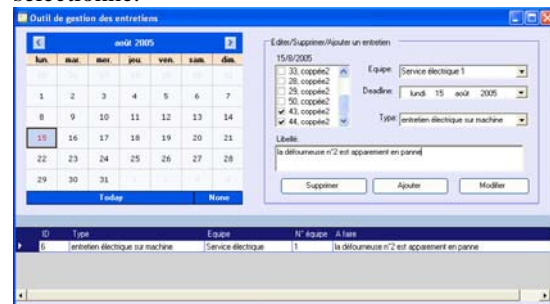 sélectionné.
Outil de gestion des entretiens
août 2005
lun. mar. mer. jeu. ven. sam. dim.
1 2 3 4 5 6 7
8 9 10 11 12 13 14
15 16 17 18 19 20 21
22 23 24 25 26 27 28
29 30 31
Today None
Editer/Supprimer/Ajouter un entretien
15/8/2005
33, coppée2
28, coppée2
29, coppée2
50, coppée2
43, coppée2
44, coppée2
Equipe: Service électrique 1
Deadline: lundi 15 août 2005
Type: entretien électrique sur machine
Libellé:
la défourneuse n°2 est apparement en panne
Supprimer Ajouter Modifier
ID Type Equipe N° équipe A faire
6 entretien électrique sur machine Service électrique 1 la défourneuse n°2 est apparement en panne